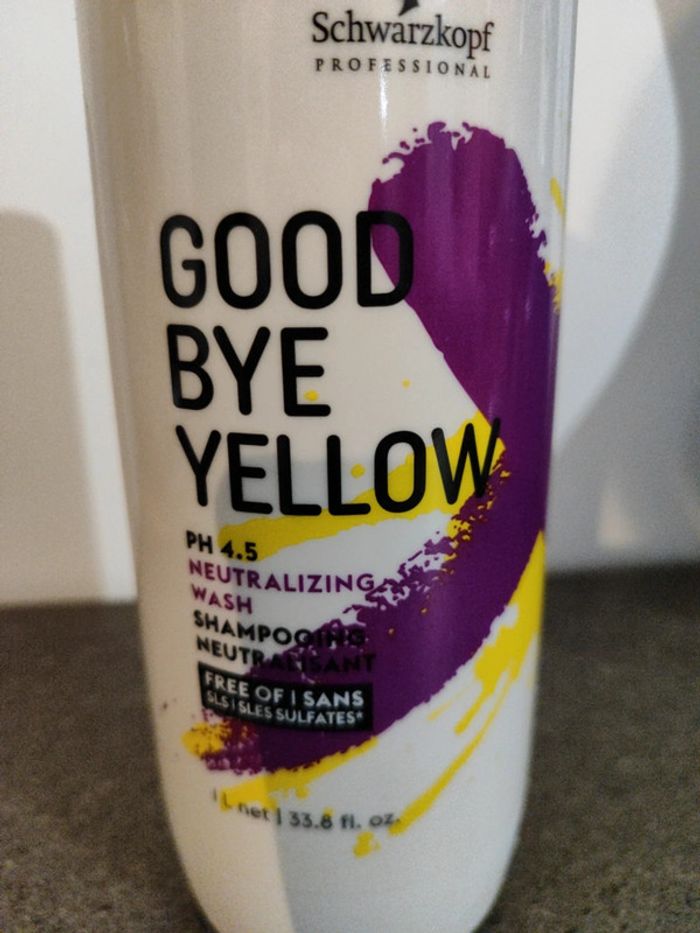 Schwarzkopf
PROFESSIONAL
GOOD
BYE
YELLOW
PH 4.5
NEUTRALIZING
WASH
SHAMPOOING
NEUTRALISANT
FREE OF | SANS
SLS | SLES SULFATES*
1 L net | 33.8 fl. oz.